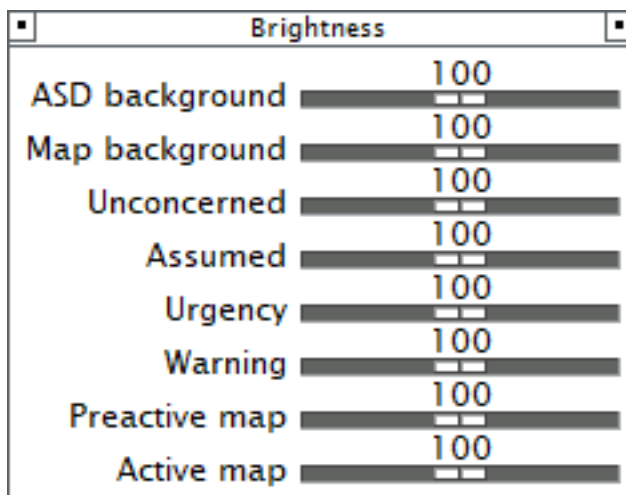 Brightness
100
ASD background
100
Map background
100
Unconcerned
100
Assumed
100
Urgency
100
Warning
100
Preactive map
100
Active map